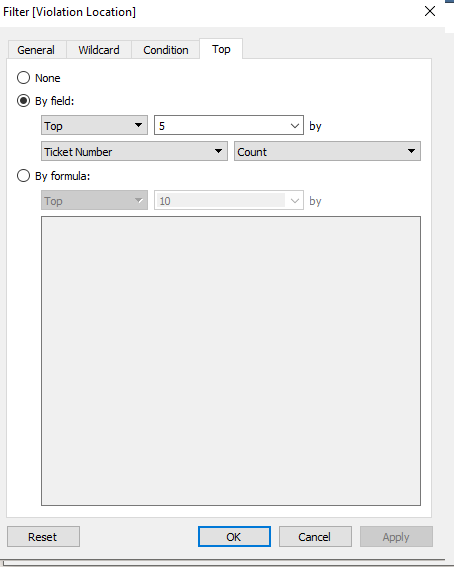 Filter [Violation Location]
General Wildcard Condition Top
None
By field:
Top 5 by
Ticket Number Count
By formula:
Top 10 by
Reset OK Cancel Apply